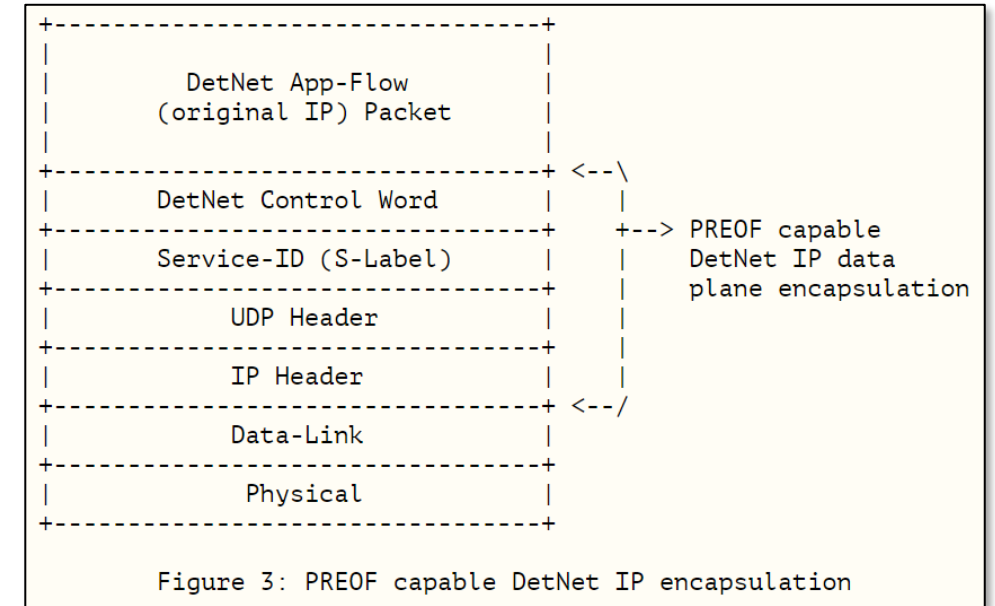 +---------------------------------+
|                                 |
|         DetNet App-Flow         |
|       (original IP) Packet      |
|                                 |
+---------------------------------+ <--\
|       DetNet Control Word       |    |
+---------------------------------+    +--> PREOF capable
|       Service-ID (S-Label)      |    |    DetNet IP data
+---------------------------------+    |    plane encapsulation
|            UDP Header           |    |
+---------------------------------+    |
|            IP Header            |    |
+---------------------------------+ <--/
|            Data-Link            |
+---------------------------------+
|             Physical            |
+---------------------------------+
Figure 3: PREOF capable DetNet IP encapsulation